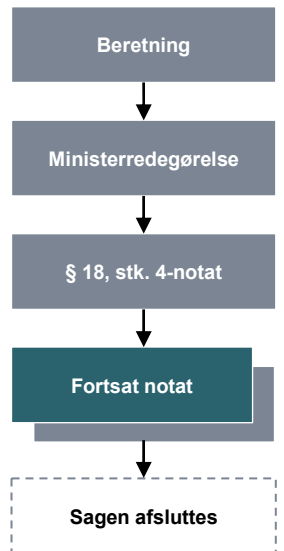 Beretning
Ministerredegørelse
§ 18, stk. 4-notat
Fortsat notat
Sagen afsluttes